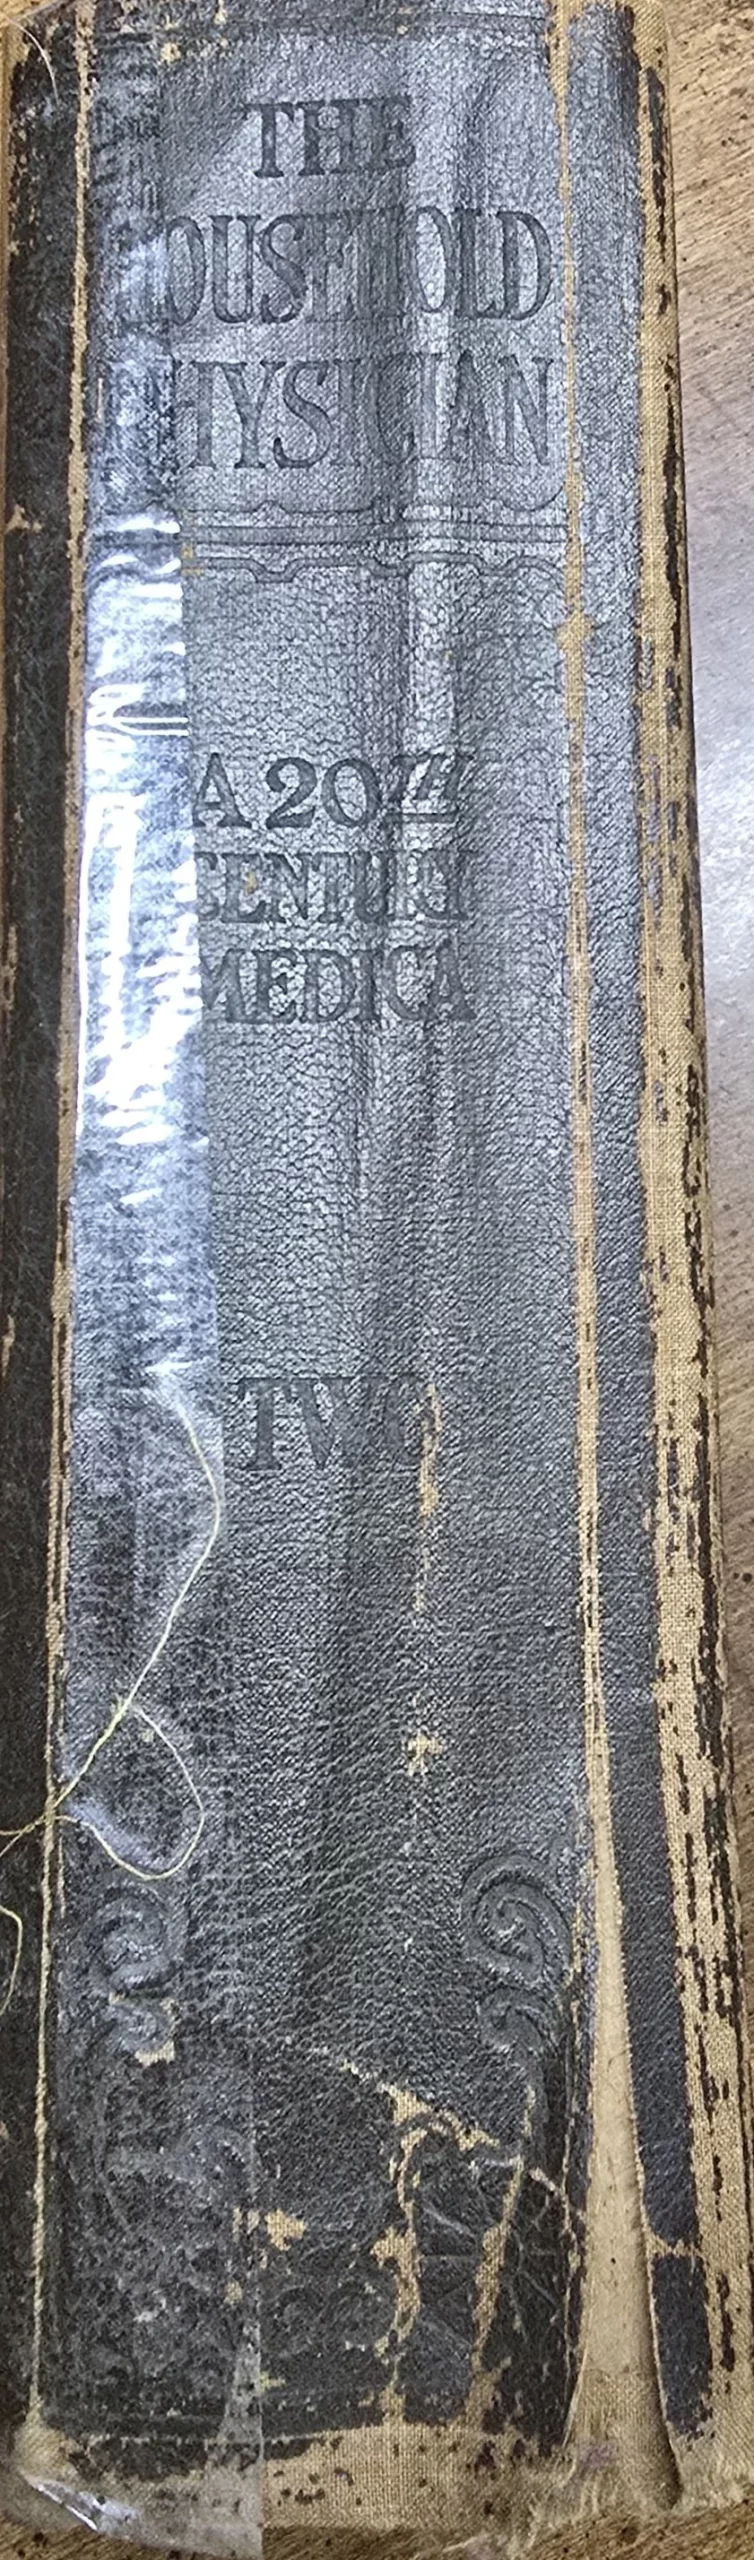 THE
HOUSEHOLD
PHYSICIAN
A 20TH
CENTURY
MEDICA
TWO